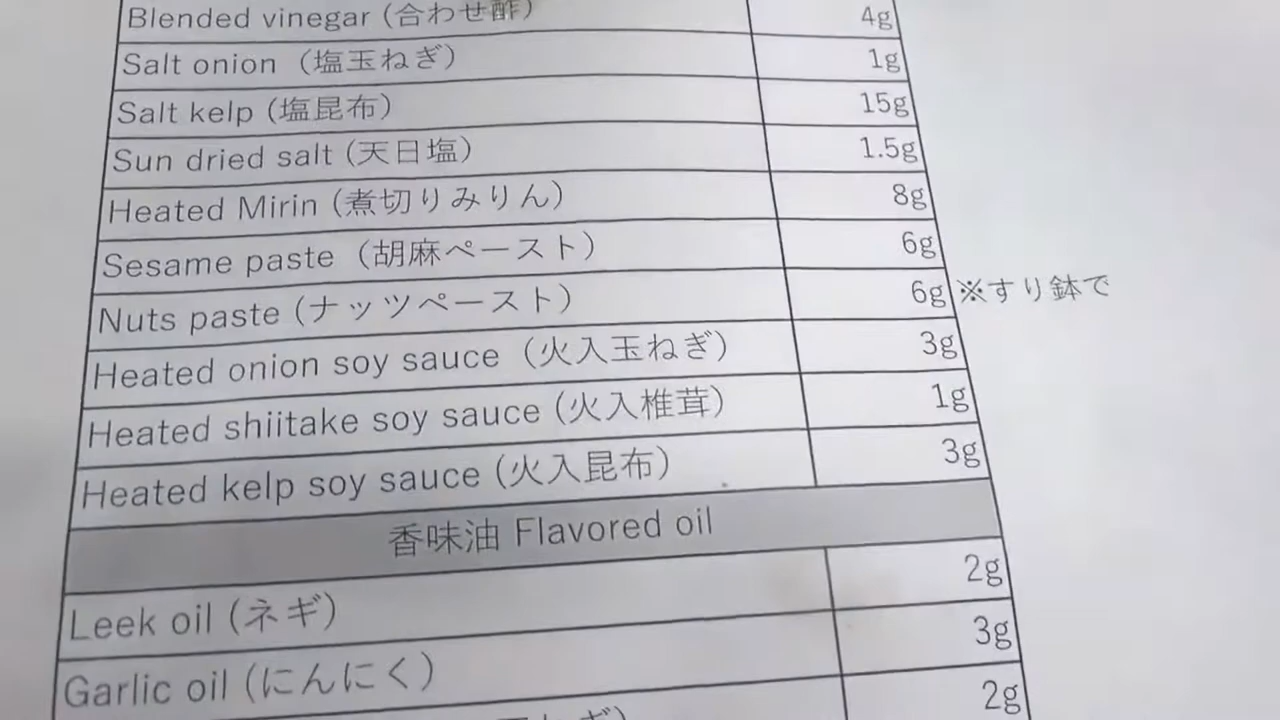 Blended vinegar (合わせ酢) 4g
Salt onion (塩玉ねぎ) 1g
Salt kelp (塩昆布) 15g
Sun dried salt (天日塩) 1.5g
Heated Mirin (煮切りみりん) 8g
Sesame paste (胡麻ペースト) 6g
Nuts paste (ナッツペースト) 6g ※すり鉢で
Heated onion soy sauce (火入玉ねぎ) 3g
Heated shiitake soy sauce (火入椎茸) 1g
Heated kelp soy sauce (火入昆布) 3g
香味油 Flavored oil
Leek oil (ネギ) 2g
Garlic oil (にんにく) 3g
2g